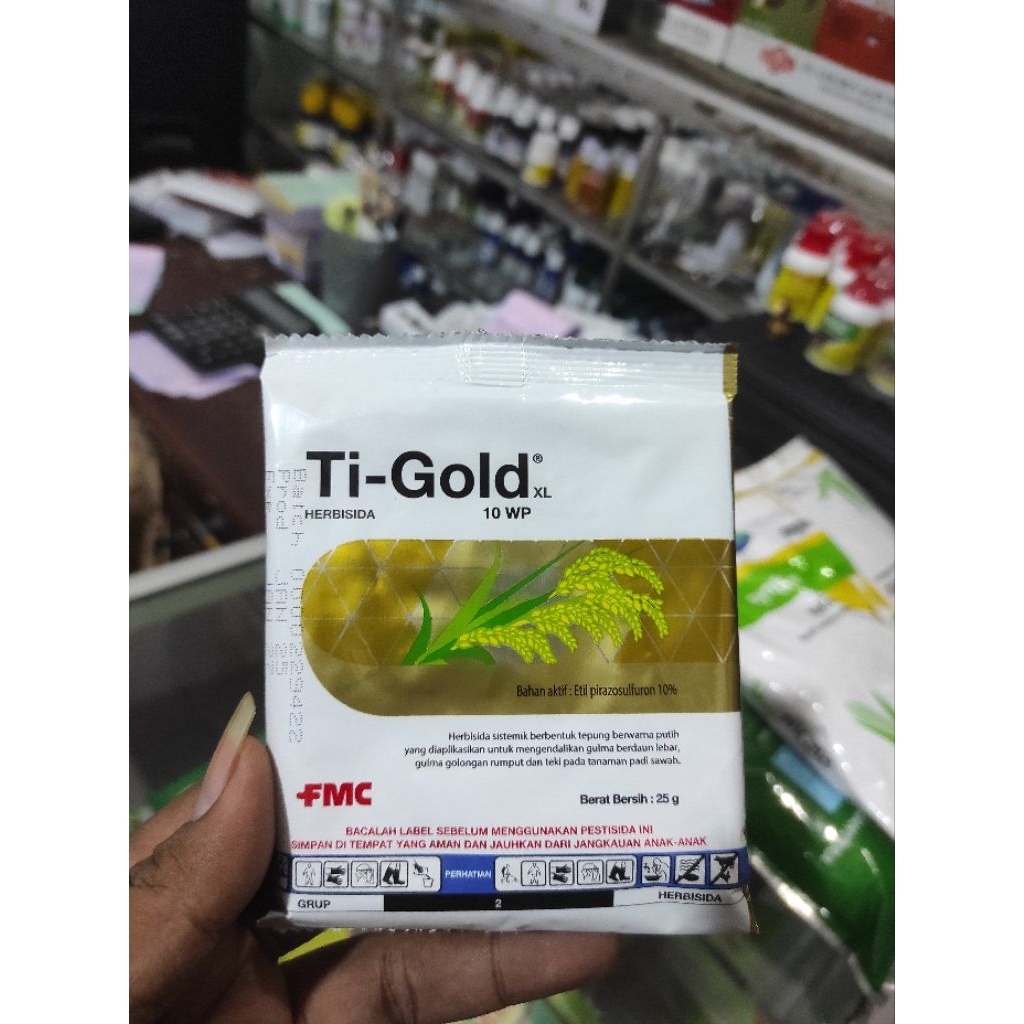 Ti-Gold® XL
HERBISIDA 10 WP
Bahan aktif : Etil pirazosulfuron 10%
Herbisida sistemik berbentuk tepung berwarna putih
yang diaplikasikan untuk mengendalikan gulma berdaun lebar,
gulma golongan rumput dan teki pada tanaman padi sawah.
FMC
Berat Bersih : 25 g
BACALAH LABEL SEBELUM MENGGUNAKAN PESTISIDA INI
SIMPAN DI TEMPAT YANG AMAN DAN JAUHKAN DARI JANGKAUAN ANAK-ANAK
PERHATIAN
GRUP 2 HERBISIDA
Batch
Prod